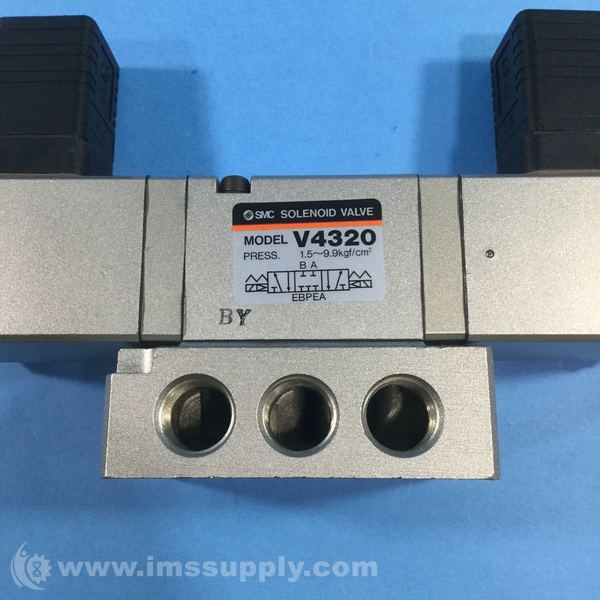 SMC SOLENOID VALVE
MODEL V4320
PRESS. 1.5~9.9kgf/cm²
B A
EBPEA
BY
www.imssupply.com